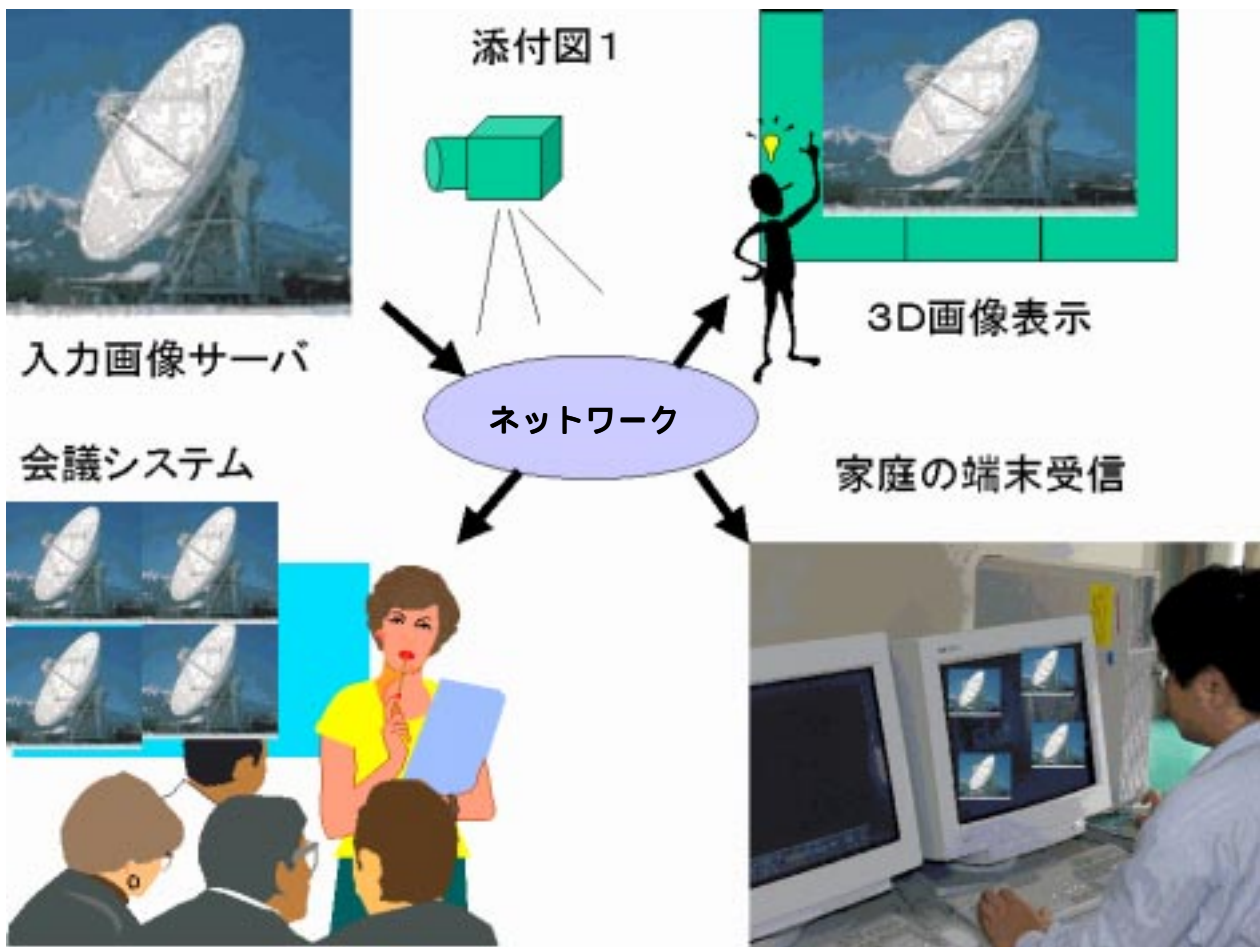 添付図１
入力画像サーバ
３D画像表示
ネットワーク
会議システム
家庭の端末受信